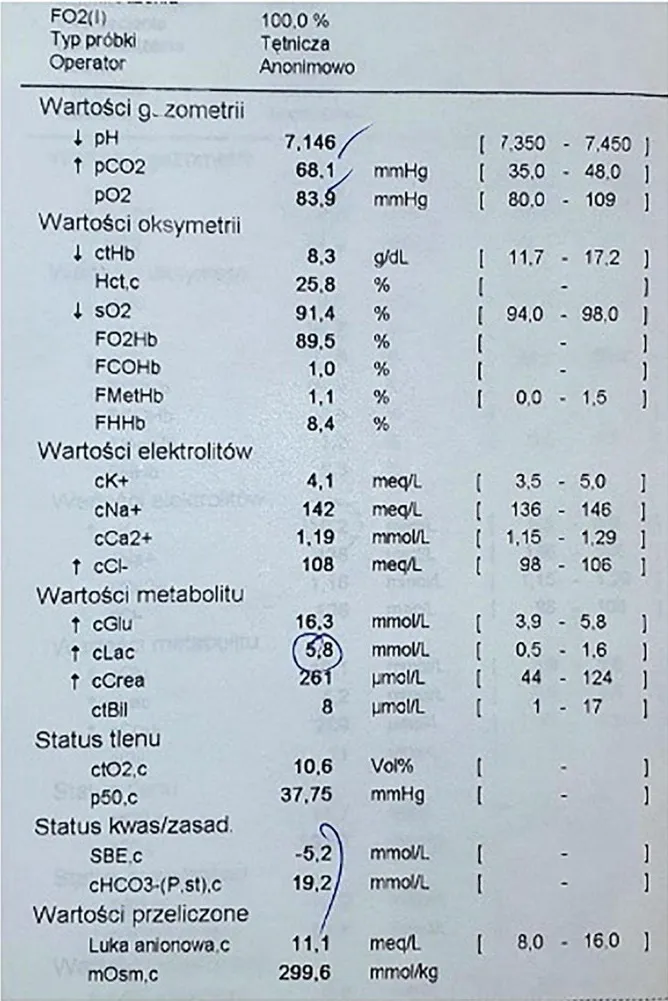 FO2(I) 100,0 %
Typ próbki Tętnicza
Operator Anonimowo
Wartości g zometrii
↓ pH 7,146 [ 7,350 - 7,450 ]
↑ pCO2 68,1 mmHg [ 35,0 - 48,0 ]
pO2 83,9 mmHg [ 80,0 - 109 ]
Wartości oksymetrii
↓ ctHb 8,3 g/dL [ 11,7 - 17,2 ]
Hct,c 25,8 % [ - ]
↓ sO2 91,4 % [ 94,0 - 98,0 ]
FO2Hb 89,5 % [ - ]
FCOHb 1,0 % [ - ]
FMetHb 1,1 % [ 0,0 - 1,5 ]
FHHb 8,4 %
Wartości elektrolitów
cK+ 4,1 meq/L [ 3,5 - 5,0 ]
cNa+ 142 meq/L [ 136 - 146 ]
cCa2+ 1,19 mmol/L [ 1,15 - 1,29 ]
↑ cCl- 108 meq/L [ 98 - 106 ]
Wartości metabolitu
↑ cGlu 16,3 mmol/L [ 3,9 - 5,8 ]
↑ cLac 5,8 mmol/L [ 0,5 - 1,6 ]
↑ cCrea 261 µmol/L [ 44 - 124 ]
ctBil 8 µmol/L [ 1 - 17 ]
Status tlenu
ctO2,c 10,6 Vol% [ - ]
p50,c 37,75 mmHg [ - ]
Status kwas/zasad.
SBE,c -5,2 mmol/L [ - ]
cHCO3-(P,st),c 19,2 mmol/L [ - ]
Wartości przeliczone
Luka anionowa,c 11,1 meq/L [ 8,0 - 16,0 ]
mOsm,c 299,6 mmol/kg